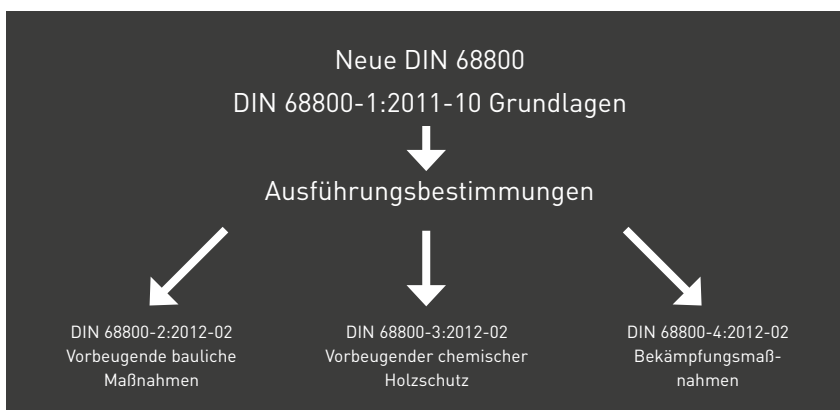 Neue DIN 68800
DIN 68800-1:2011-10 Grundlagen
Ausführungsbestimmungen
DIN 68800-2:2012-02
Vorbeugende bauliche
Maßnahmen
DIN 68800-3:2012-02
Vorbeugender chemischer
Holzschutz
DIN 68800-4:2012-02
Bekämpfungsmaß-
nahmen